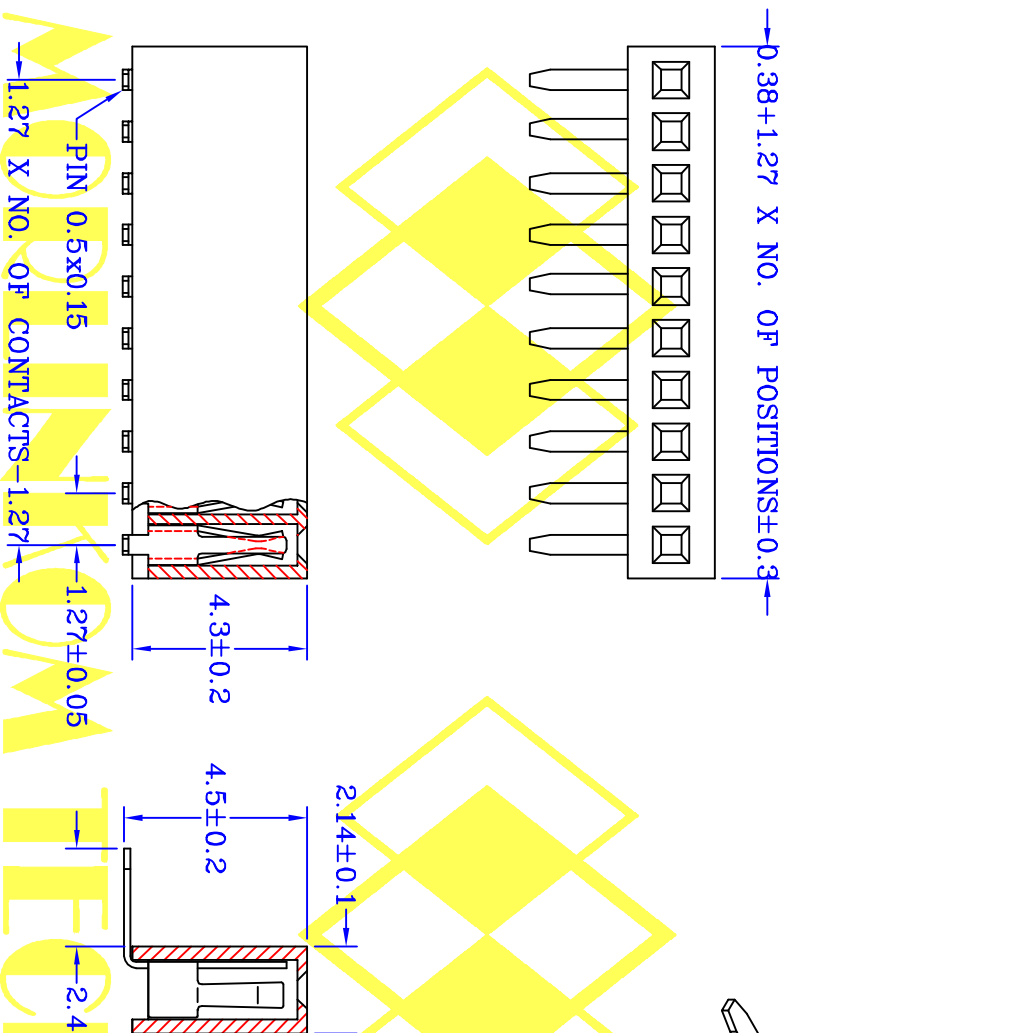 0.38+1.27 X NO. OF POSITIONS±0.3
PIN 0.5x0.15
1.27 X NO. OF CONTACTS-1.27
4.3±0.2
1.27±0.05
2.14±0.1
4.5±0.2
2.4
MORLINKOM TECH